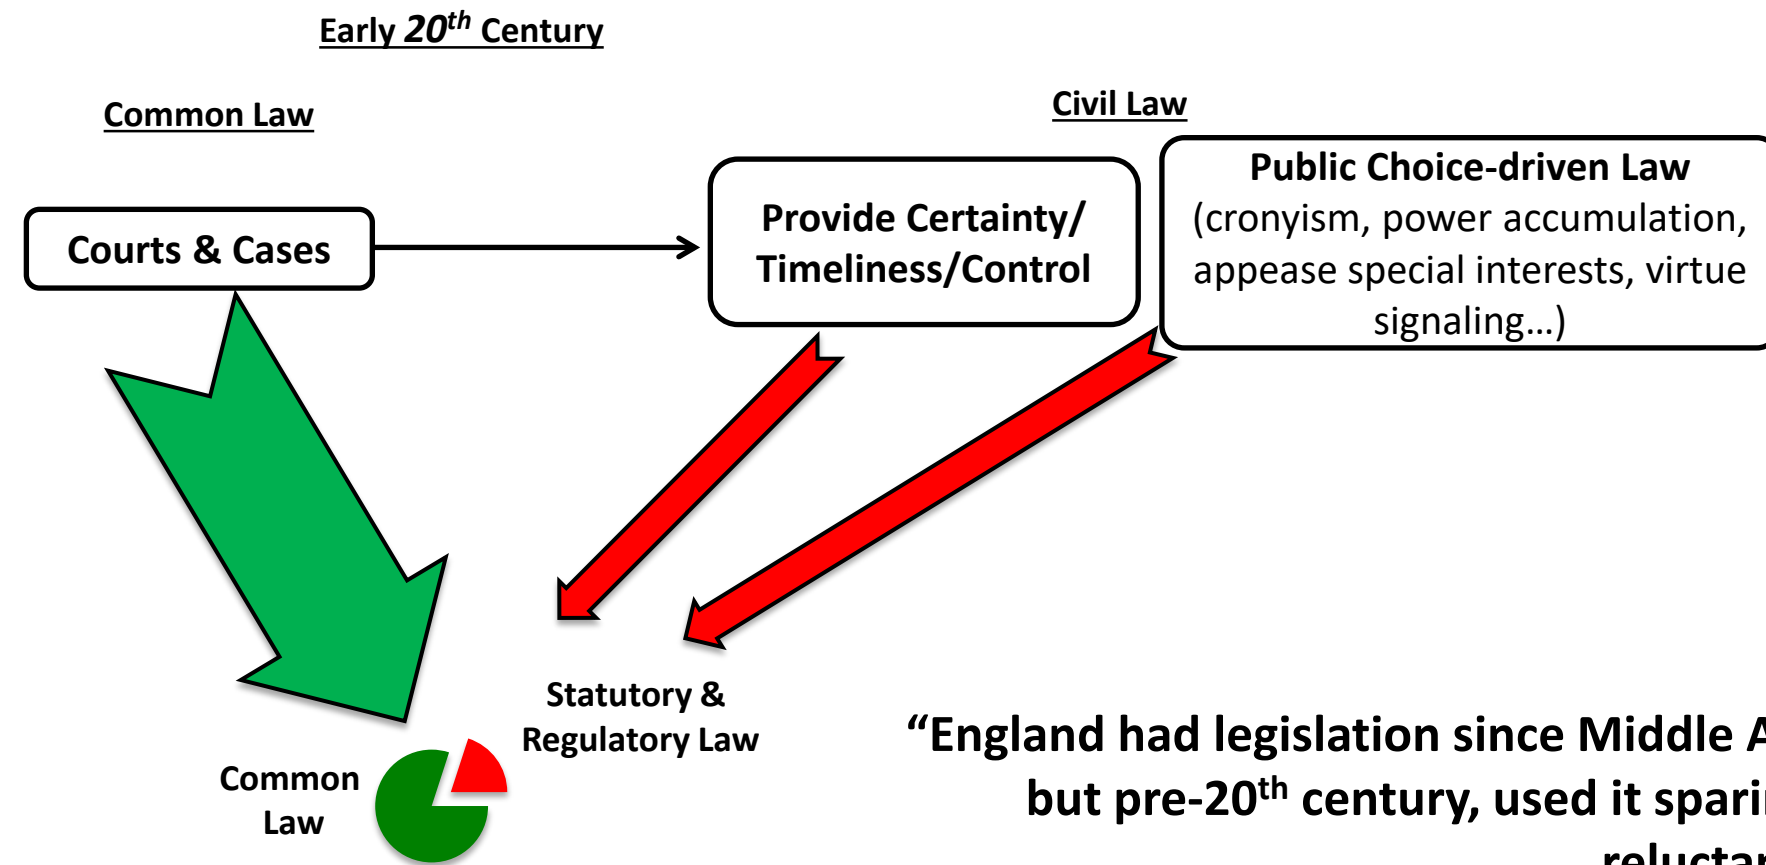 Early 20th Century
Common Law
Civil Law
Courts & Cases
Provide Certainty/
Timeliness/Control
Public Choice-driven Law
(cronyism, power accumulation,
appease special interests, virtue
signaling…)
Statutory &
Regulatory Law
Common
Law
“England had legislation since Middle A
but pre-20th century, used it spari
reluctan